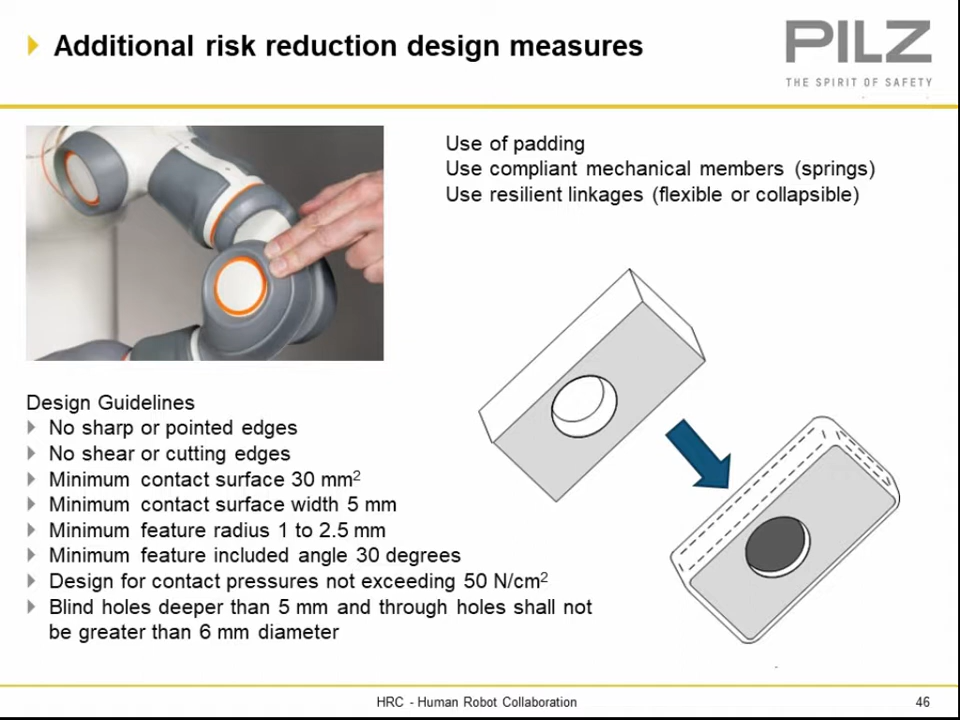 Additional risk reduction design measures
PILZ
THE SPIRIT OF SAFETY
Use of padding
Use compliant mechanical members (springs)
Use resilient linkages (flexible or collapsible)
Design Guidelines
No sharp or pointed edges
No shear or cutting edges
Minimum contact surface 30 mm²
Minimum contact surface width 5 mm
Minimum feature radius 1 to 2.5 mm
Minimum feature included angle 30 degrees
Design for contact pressures not exceeding 50 N/cm²
Blind holes deeper than 5 mm and through holes shall not
be greater than 6 mm diameter
HRC - Human Robot Collaboration
46